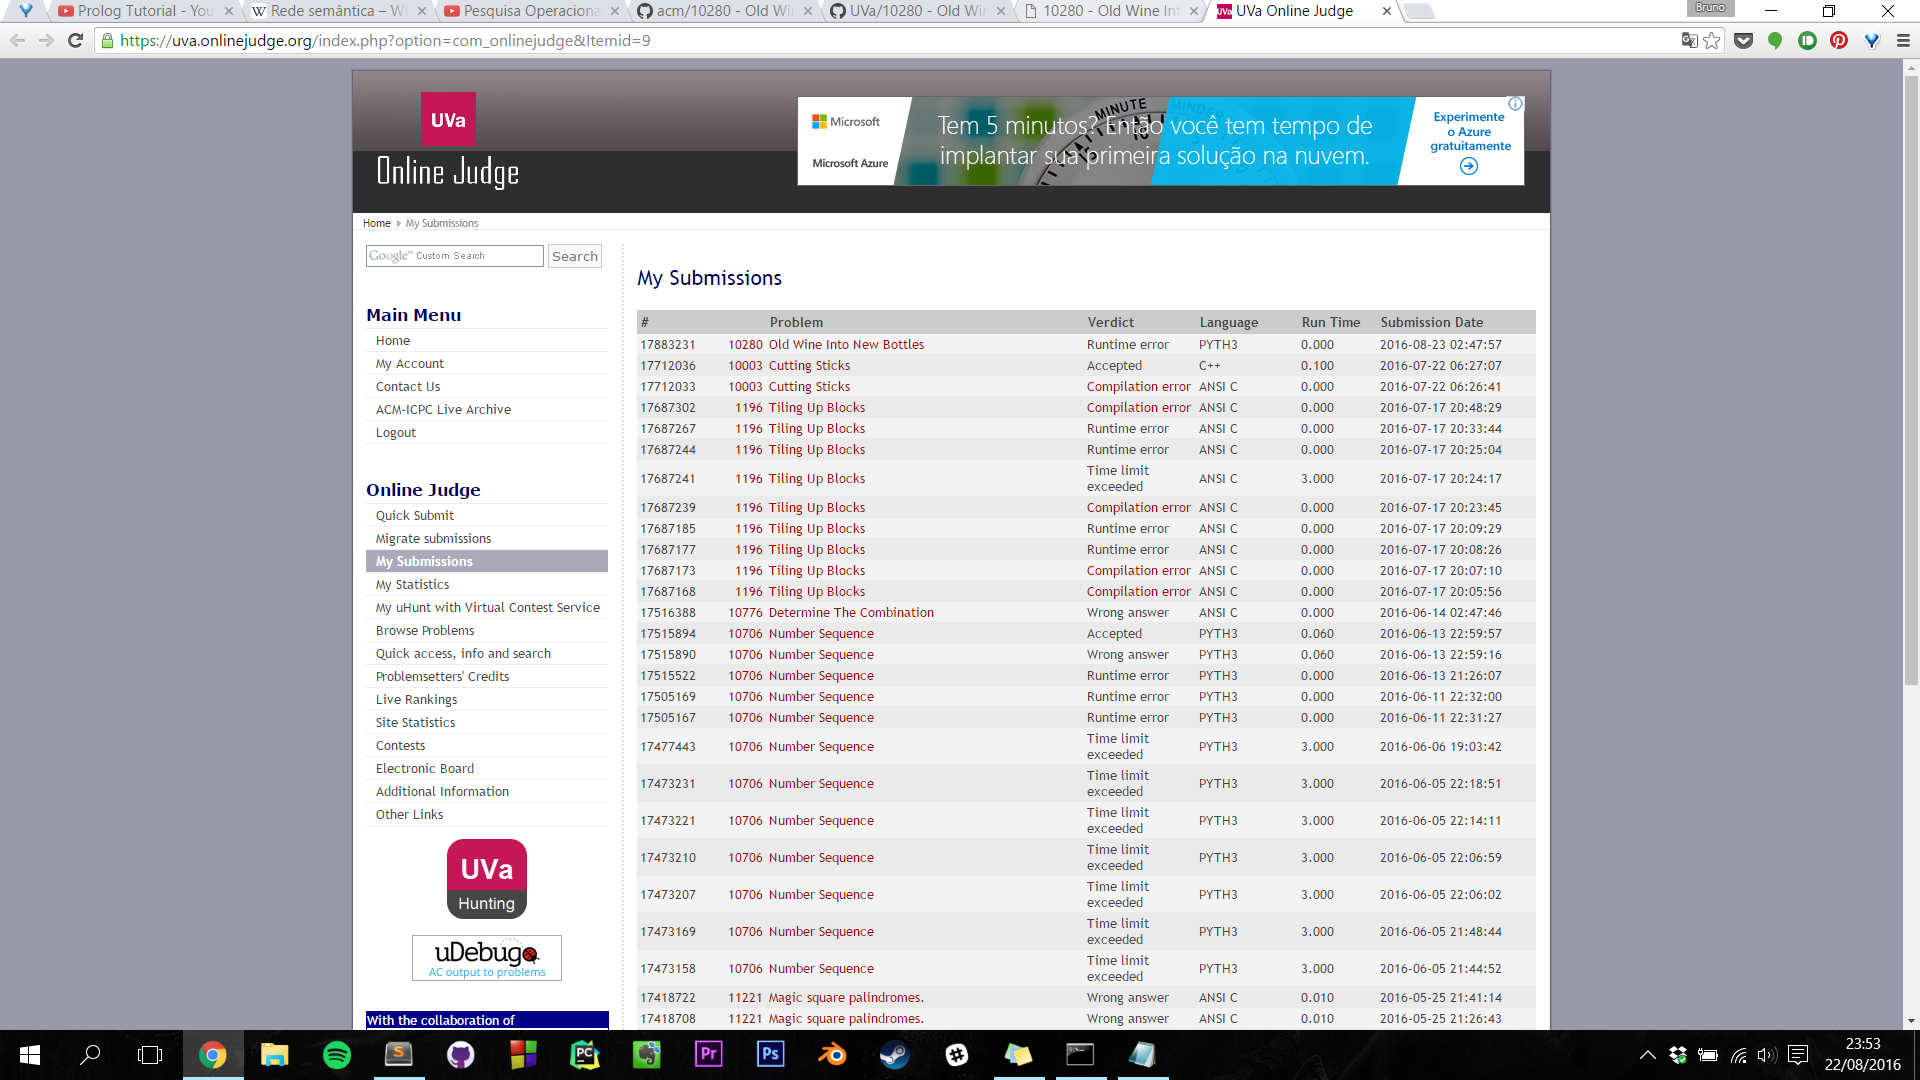 Prolog Tutorial - You
Rede semântica – Wi
Pesquisa Operaciona
acm/10280 - Old Win
UVa/10280 - Old Win
10280 - Old Wine Int
UVa Online Judge
Bruno
https://uva.onlinejudge.org/index.php?option=com_onlinejudge&Itemid=9
UVa
Online Judge
Microsoft
Microsoft Azure
MINUTE MINDER
Tem 5 minutos? Então você tem tempo de
implantar sua primeira solução na nuvem.
Experimente
o Azure
gratuitamente
Home My Submissions
Google™ Custom Search Search
Main Menu
Home
My Account
Contact Us
ACM-ICPC Live Archive
Logout
Online Judge
Quick Submit
Migrate submissions
My Submissions
My Statistics
My uHunt with Virtual Contest Service
Browse Problems
Quick access, info and search
Problemsetters' Credits
Live Rankings
Site Statistics
Contests
Electronic Board
Additional Information
Other Links
UVa
Hunting
uDebug
AC output to problems
With the collaboration of
My Submissions
# Problem Verdict Language Run Time Submission Date
17883231 10280 Old Wine Into New Bottles Runtime error PYTH3 0.000 2016-08-23 02:47:57
17712036 10003 Cutting Sticks Accepted C++ 0.100 2016-07-22 06:27:07
17712033 10003 Cutting Sticks Compilation error ANSI C 0.000 2016-07-22 06:26:41
17687302 1196 Tiling Up Blocks Compilation error ANSI C 0.000 2016-07-17 20:48:29
17687267 1196 Tiling Up Blocks Runtime error ANSI C 0.000 2016-07-17 20:33:44
17687244 1196 Tiling Up Blocks Runtime error ANSI C 0.000 2016-07-17 20:25:04
17687241 1196 Tiling Up Blocks Time limit exceeded ANSI C 3.000 2016-07-17 20:24:17
17687239 1196 Tiling Up Blocks Compilation error ANSI C 0.000 2016-07-17 20:23:45
17687185 1196 Tiling Up Blocks Runtime error ANSI C 0.000 2016-07-17 20:09:29
17687177 1196 Tiling Up Blocks Runtime error ANSI C 0.000 2016-07-17 20:08:26
17687173 1196 Tiling Up Blocks Compilation error ANSI C 0.000 2016-07-17 20:07:10
17687168 1196 Tiling Up Blocks Compilation error ANSI C 0.000 2016-07-17 20:05:56
17516388 10776 Determine The Combination Wrong answer ANSI C 0.000 2016-06-14 02:47:46
17515894 10706 Number Sequence Accepted PYTH3 0.060 2016-06-13 22:59:57
17515890 10706 Number Sequence Wrong answer PYTH3 0.060 2016-06-13 22:59:16
17515522 10706 Number Sequence Runtime error PYTH3 0.000 2016-06-13 21:26:07
17505169 10706 Number Sequence Runtime error PYTH3 0.000 2016-06-11 22:32:00
17505167 10706 Number Sequence Runtime error PYTH3 0.000 2016-06-11 22:31:27
17477443 10706 Number Sequence Time limit exceeded PYTH3 3.000 2016-06-06 19:03:42
17473231 10706 Number Sequence Time limit exceeded PYTH3 3.000 2016-06-05 22:18:51
17473221 10706 Number Sequence Time limit exceeded PYTH3 3.000 2016-06-05 22:14:11
17473210 10706 Number Sequence Time limit exceeded PYTH3 3.000 2016-06-05 22:06:59
17473207 10706 Number Sequence Time limit exceeded PYTH3 3.000 2016-06-05 22:06:02
17473169 10706 Number Sequence Time limit exceeded PYTH3 3.000 2016-06-05 21:48:44
17473158 10706 Number Sequence Time limit exceeded PYTH3 3.000 2016-06-05 21:44:52
17418722 11221 Magic square palindromes. Wrong answer ANSI C 0.010 2016-05-25 21:41:14
17418708 11221 Magic square palindromes. Wrong answer ANSI C 0.010 2016-05-25 21:26:43
23:53
22/08/2016